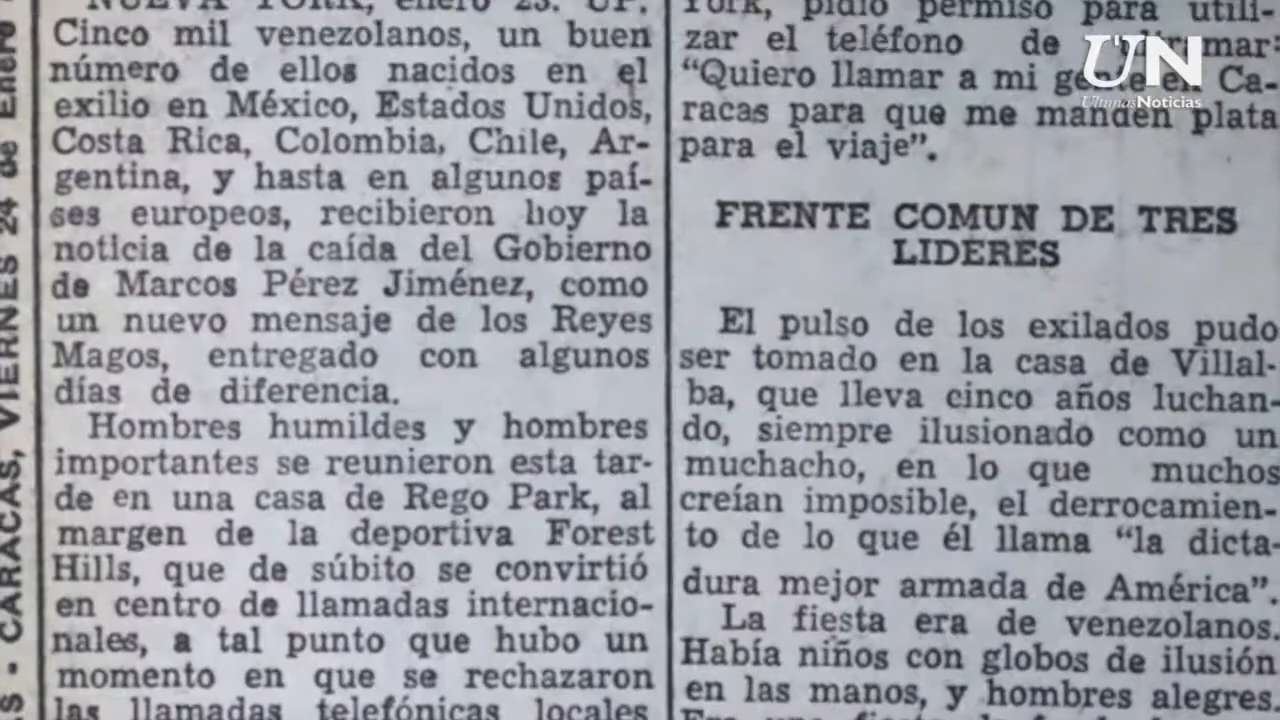 NUEVA YORK, enero 23. UP.
Cinco mil venezolanos, un buen
número de ellos nacidos en el
exilio en México, Estados Unidos,
Costa Rica, Colombia, Chile, Ar-
gentina, y hasta en algunos paí-
ses europeos, recibieron hoy la
noticia de la caída del Gobierno
de Marcos Pérez Jiménez, como
un nuevo mensaje de los Reyes
Magos, entregado con algunos
días de diferencia.
Hombres humildes y hombres
importantes se reunieron esta tar-
de en una casa de Rego Park, al
margen de la deportiva Forest
Hills, que de súbito se convirtió
en centro de llamadas internacio-
nales, a tal punto que hubo un
momento en que se rechazaron
las llamadas telefónicas locales
York, pidió permiso para utili-
zar el teléfono de
"Quiero llamar a mi en Ca-
racas para que me manden plata
para el viaje".
FRENTE COMUN DE TRES
LIDERES
El pulso de los exilados pudo
ser tomado en la casa de Villal-
ba, que lleva cinco años luchan-
do, siempre ilusionado como un
muchacho, en lo que muchos
creían imposible, el derrocamien-
to de lo que él llama "la dicta-
dura mejor armada de América".
La fiesta era de venezolanos.
Había niños con globos de ilusión
en las manos, y hombres alegres.
- CARACAS, VIERNES 24 de Enero
UN
ÚltimasNoticias